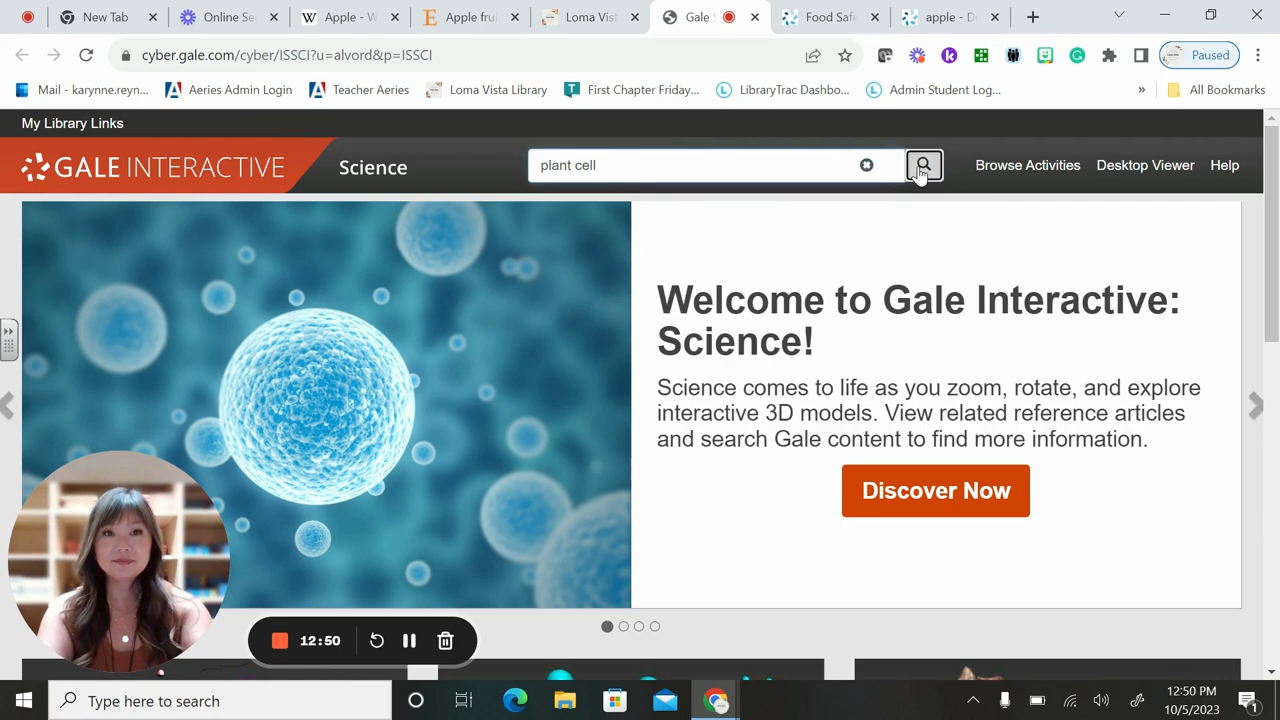 New Tab
Online Se
Apple - W
Apple frui
Loma Vist
Gale
Food Safe
apple - D
cyber.gale.com/cyber/ISSCI?u=alvord&p=ISSCI
Paused
Mail - karynne.reyn...
Aeries Admin Login
Teacher Aeries
Loma Vista Library
First Chapter Friday...
LibraryTrac Dashbo...
Admin Student Log...
»
All Bookmarks
My Library Links
GALE INTERACTIVE
Science
plant cell
Browse Activities
Desktop Viewer
Help
Welcome to Gale Interactive:
Science!
Science comes to life as you zoom, rotate, and explore
interactive 3D models. View related reference articles
and search Gale content to find more information.
Discover Now
12:50
Type here to search
12:50 PM
10/5/2023
1